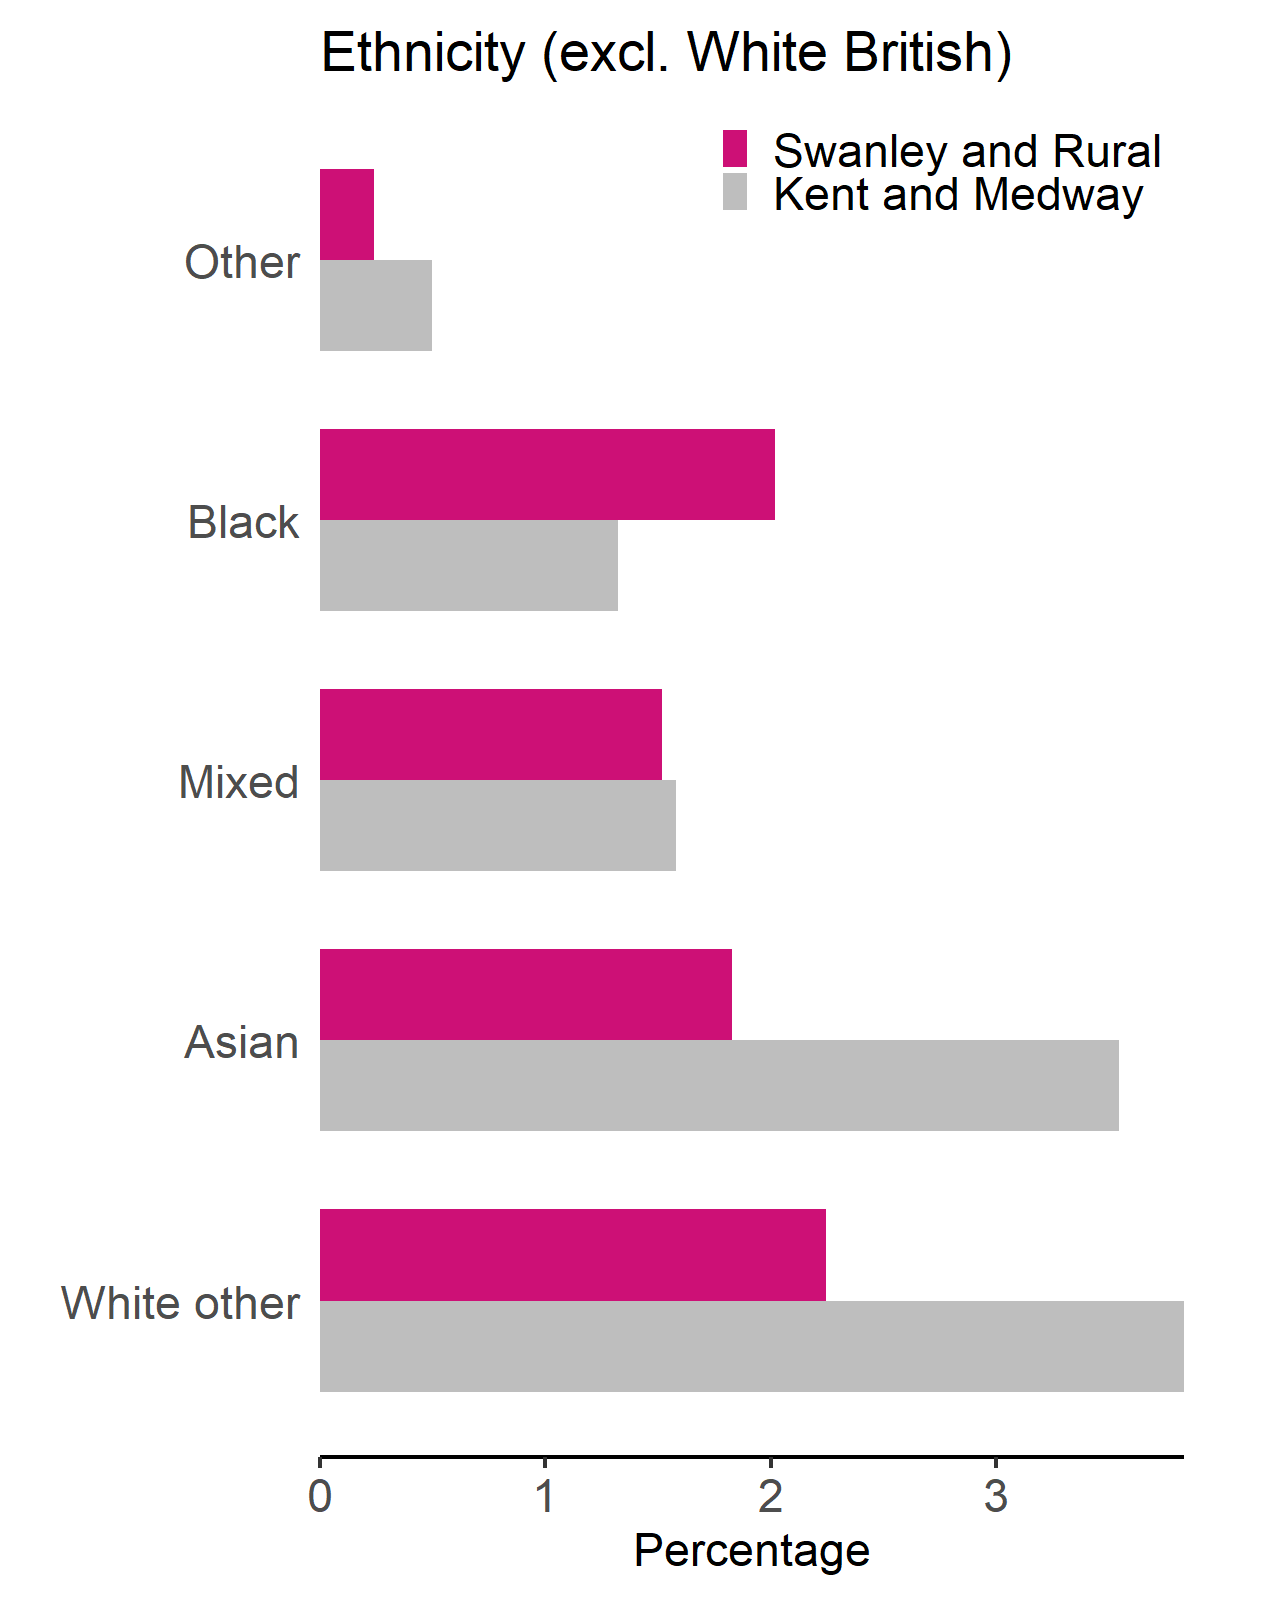 Ethnicity (excl. White British)
Swanley and Rural
Kent and Medway
Other
Black
Mixed
Asian
White other
0 1 2 3
Percentage